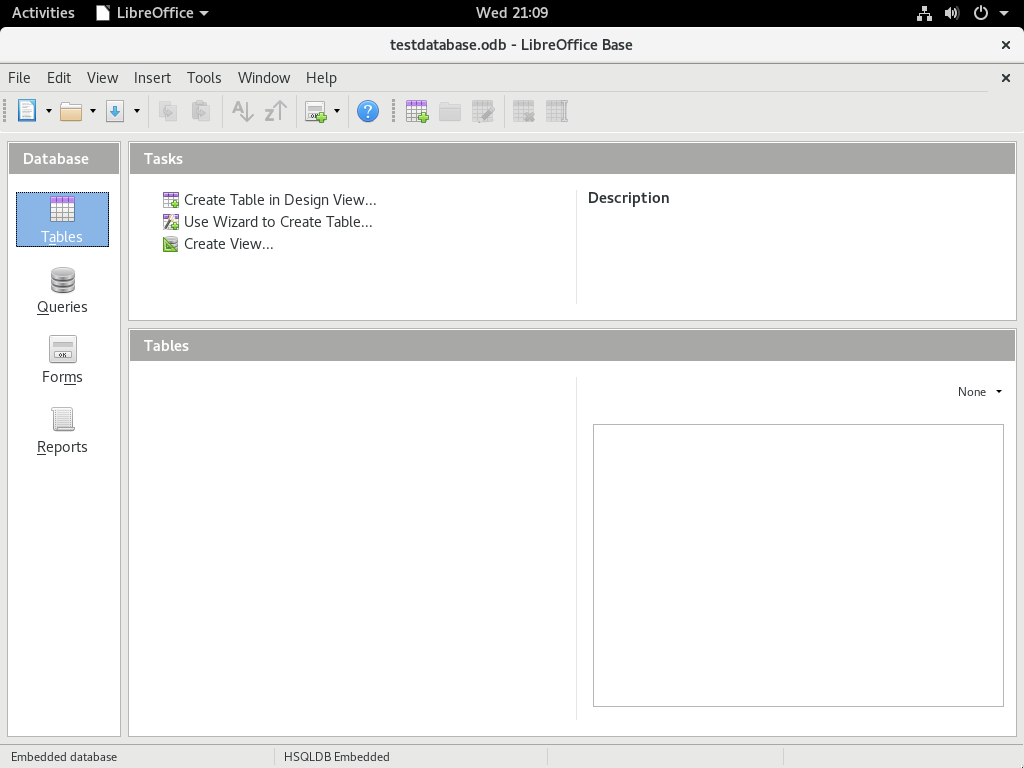 Activities LibreOffice Wed 21:09
testdatabase.odb - LibreOffice Base
File Edit View Insert Tools Window Help
Database
Tables
Queries
Forms
Reports
Tasks
Create Table in Design View...
Use Wizard to Create Table...
Create View...
Description
Tables
None
Embedded database HSQLDB Embedded